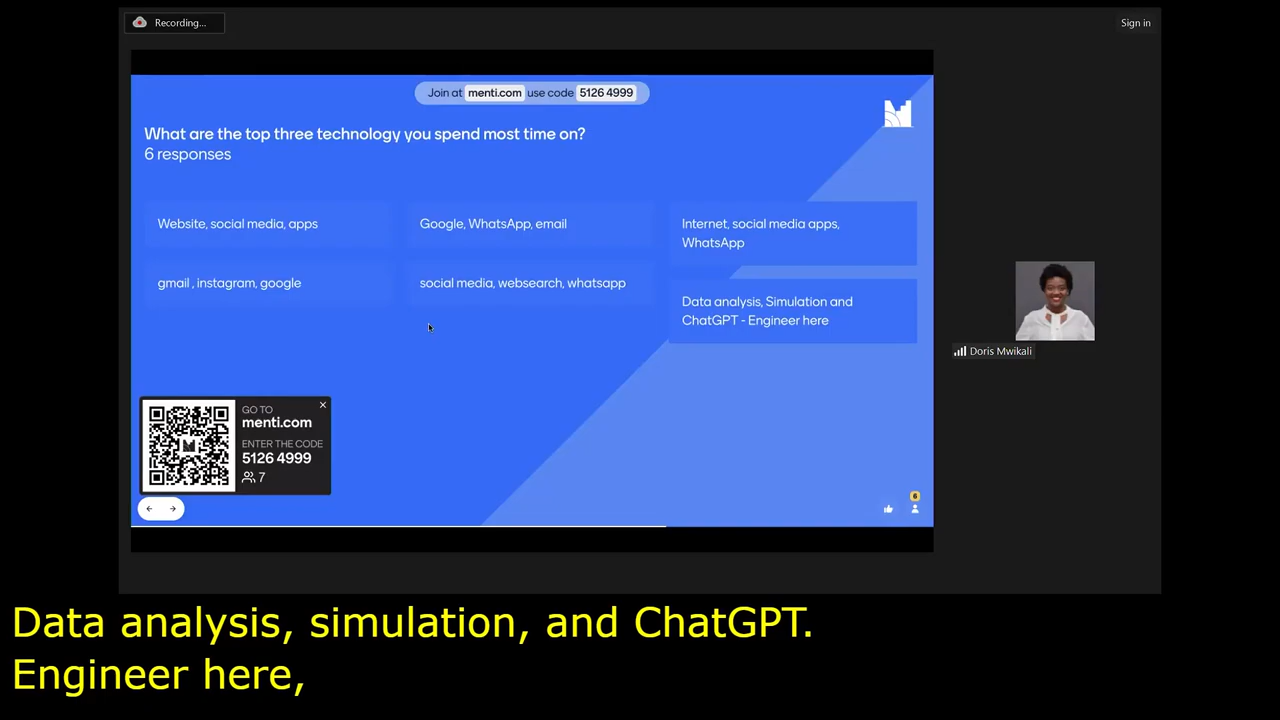 Recording...
Sign in
Join at menti.com use code 5126 4999
What are the top three technology you spend most time on?
6 responses
Website, social media, apps
Google, WhatsApp, email
Internet, social media apps,
WhatsApp
gmail , instagram, google
social media, websearch, whatsapp
Data analysis, Simulation and
ChatGPT - Engineer here
Doris Mwikali
GO TO
menti.com
ENTER THE CODE
5126 4999
7
6
Data analysis, simulation, and ChatGPT.
Engineer here,